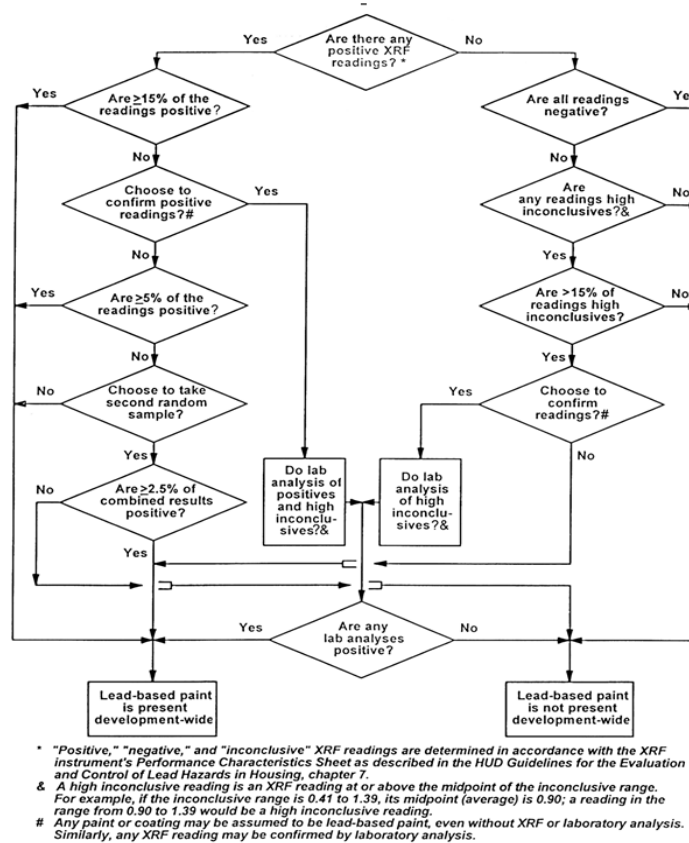 Are there any
positive XRF
readings? *
Yes
No
Are ≥15% of the
readings positive?
Yes
No
Are all readings
negative?
Ye
No
Choose to
confirm positive
readings?#
Yes
No
Are
any readings high
inconclusives?&
No
Yes
Are ≥5% of the
readings positive?
Yes
No
Are >15% of
readings high
inconclusives?
No
Yes
Choose to take
second random
sample?
No
Yes
Choose to
confirm
readings?#
Yes
No
Are ≥2.5% of
combined results
positive?
No
Yes
Do lab
analysis of
positives
and high
inconclu-
sives?&
Do lab
analysis
of high
inconclu-
sives?&
Are any
lab analyses
positive?
Yes
No
Lead-based paint
is present
development-wide
Lead-based paint
is not present
development-wide
* "Positive," "negative," and "inconclusive" XRF readings are determined in accordance with the XRF
instrument's Performance Characteristics Sheet as described in the HUD Guidelines for the Evaluation
and Control of Lead Hazards in Housing, chapter 7.
& A high inconclusive reading is an XRF reading at or above the midpoint of the inconclusive range.
For example, if the inconclusive range is 0.41 to 1.39, its midpoint (average) is 0.90; a reading in the
range from 0.90 to 1.39 would be a high inconclusive reading.
# Any paint or coating may be assumed to be lead-based paint, even without XRF or laboratory analysis.
Similarly, any XRF reading may be confirmed by laboratory analysis.